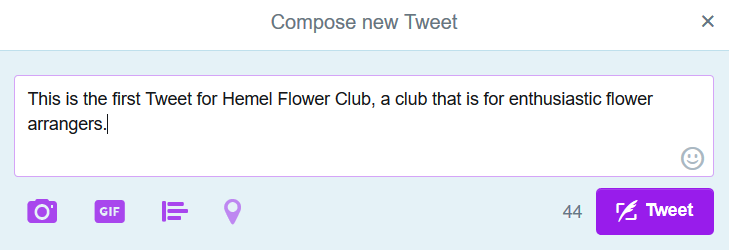 Compose new Tweet
This is the first Tweet for Hemel Flower Club, a club that is for enthusiastic flower
arrangers.
GIF
44
Tweet